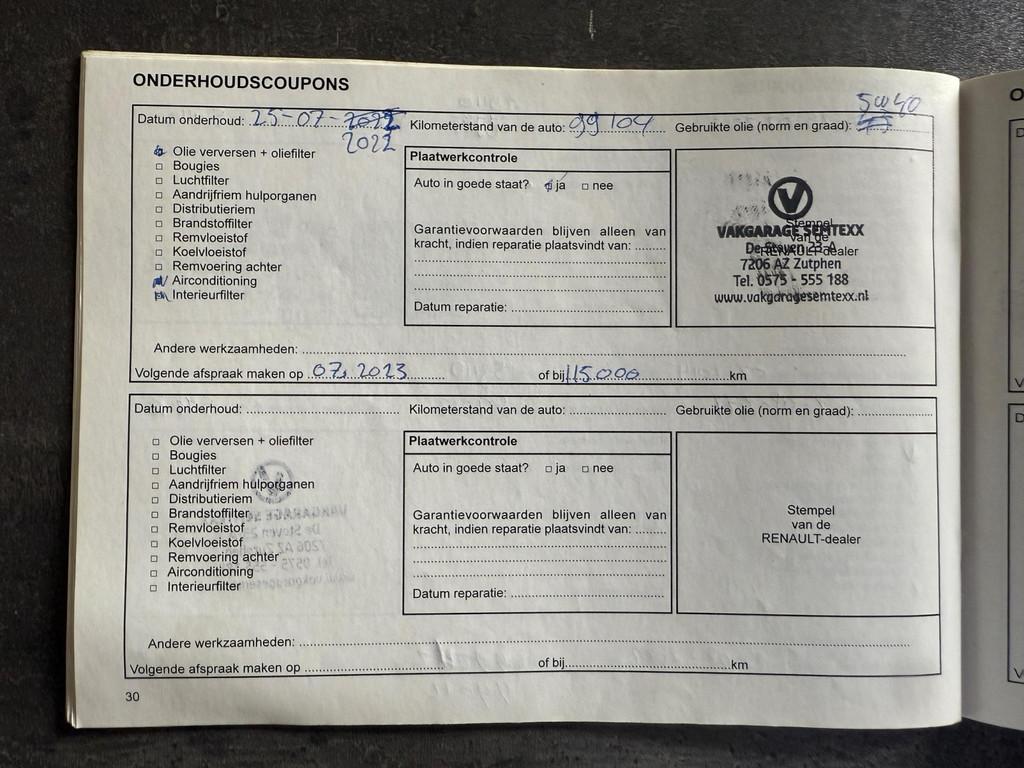 ONDERHOUDSCOUPONS
5W40
Datum onderhoud: 25-07-2022 Kilometerstand van de auto: 99104 Gebruikte olie (norm en graad):
2022
Olie verversen + oliefilter
Bougies
Luchtfilter
Aandrijfriem hulporganen
Distributieriem
Brandstoffilter
Remvloeistof
Koelvloeistof
Remvoering achter
Airconditioning
Interieurfilter
Plaatwerkcontrole
Auto in goede staat? ja nee
Garantievoorwaarden blijven alleen van
kracht, indien reparatie plaatsvindt van: ........
Datum reparatie:
Stempel
van de
RENAULT-dealer
V
VAKGARAGE SEMTEXX
De Stoven 23-A
7206 AZ Zutphen
Tel. 0575 - 555 188
www.vakgaragesemtexx.nl
Andere werkzaamheden:
Volgende afspraak maken op 07. 2023 of bij 115.000 km
Datum onderhoud: Kilometerstand van de auto: Gebruikte olie (norm en graad):
Olie verversen + oliefilter
Bougies
Luchtfilter
Aandrijfriem hulporganen
Distributieriem
Brandstoffilter
Remvloeistof
Koelvloeistof
Remvoering achter
Airconditioning
Interieurfilter
Plaatwerkcontrole
Auto in goede staat? ja nee
Garantievoorwaarden blijven alleen van
kracht, indien reparatie plaatsvindt van: ........
Datum reparatie:
Stempel
van de
RENAULT-dealer
Andere werkzaamheden:
Volgende afspraak maken op of bij km
30